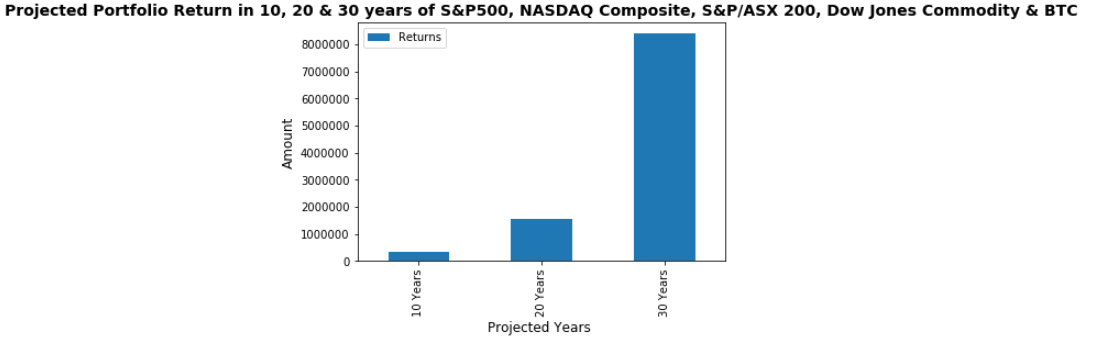 Projected Portfolio Return in 10, 20 & 30 years of S&P500, NASDAQ Composite, S&P/ASX 200, Dow Jones Commodity & BTC
Returns
8000000
7000000
6000000
5000000
4000000
3000000
2000000
1000000
0
Amount
10 Years
20 Years
30 Years
Projected Years